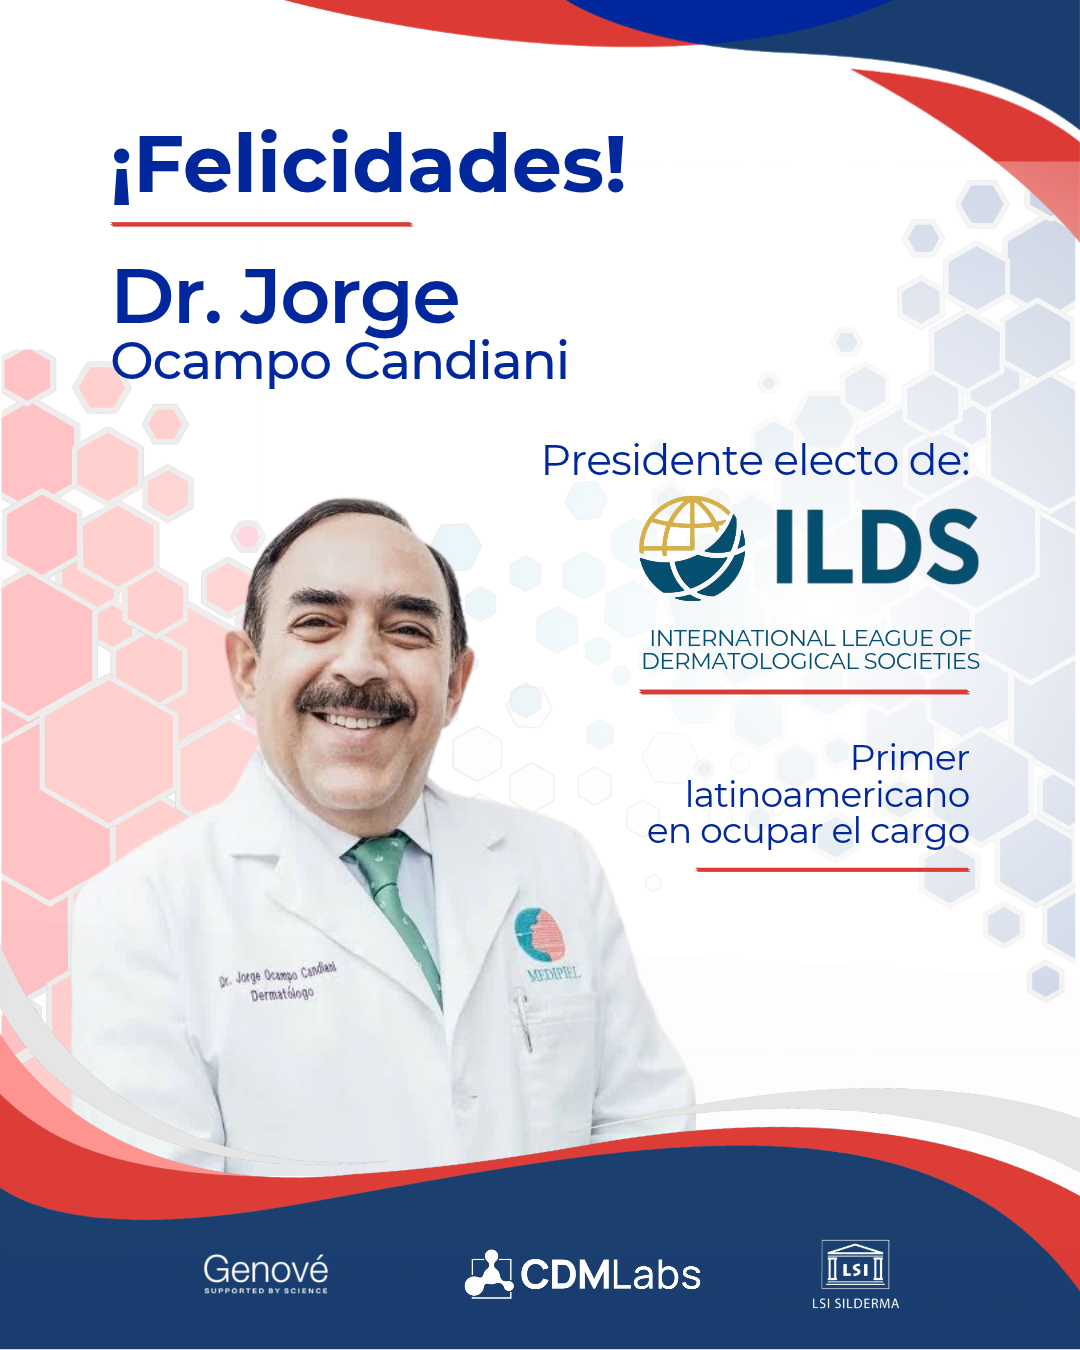 ¡Felicidades!
Dr. Jorge
Ocampo Candiani
Presidente electo de:
ILDS
INTERNATIONAL LEAGUE OF
DERMATOLOGICAL SOCIETIES
Primer
latinoamericano
en ocupar el cargo
Dr. Jorge Ocampo Candiani
Dermatólogo
MEDIPIEL
Genové
SUPPORTED BY SCIENCE
CDMLabs
LSI
LSI SILDERMA